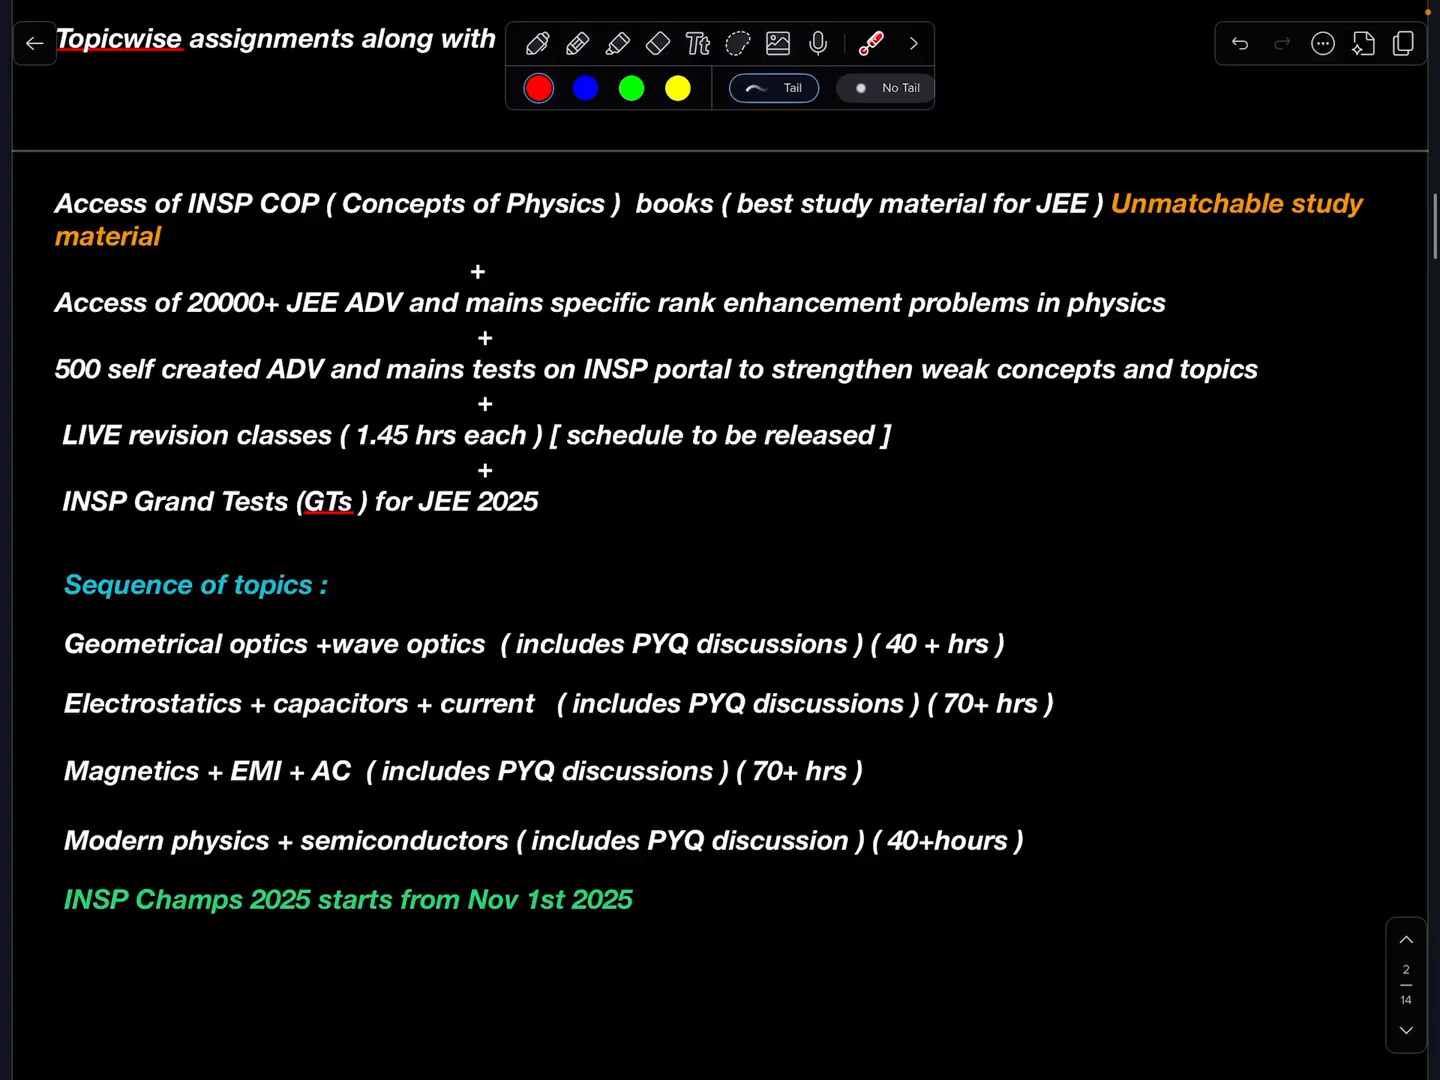 Topicwise assignments along with
Tt
Tail
No Tail
Access of INSP COP ( Concepts of Physics ) books ( best study material for JEE ) Unmatchable study
material
+
Access of 20000+ JEE ADV and mains specific rank enhancement problems in physics
+
500 self created ADV and mains tests on INSP portal to strengthen weak concepts and topics
+
LIVE revision classes ( 1.45 hrs each ) [ schedule to be released ]
+
INSP Grand Tests (GTs ) for JEE 2025
Sequence of topics :
Geometrical optics +wave optics ( includes PYQ discussions ) ( 40 + hrs )
Electrostatics + capacitors + current ( includes PYQ discussions ) ( 70+ hrs )
Magnetics + EMI + AC ( includes PYQ discussions ) ( 70+ hrs )
Modern physics + semiconductors ( includes PYQ discussion ) ( 40+hours )
INSP Champs 2025 starts from Nov 1st 2025
2
14